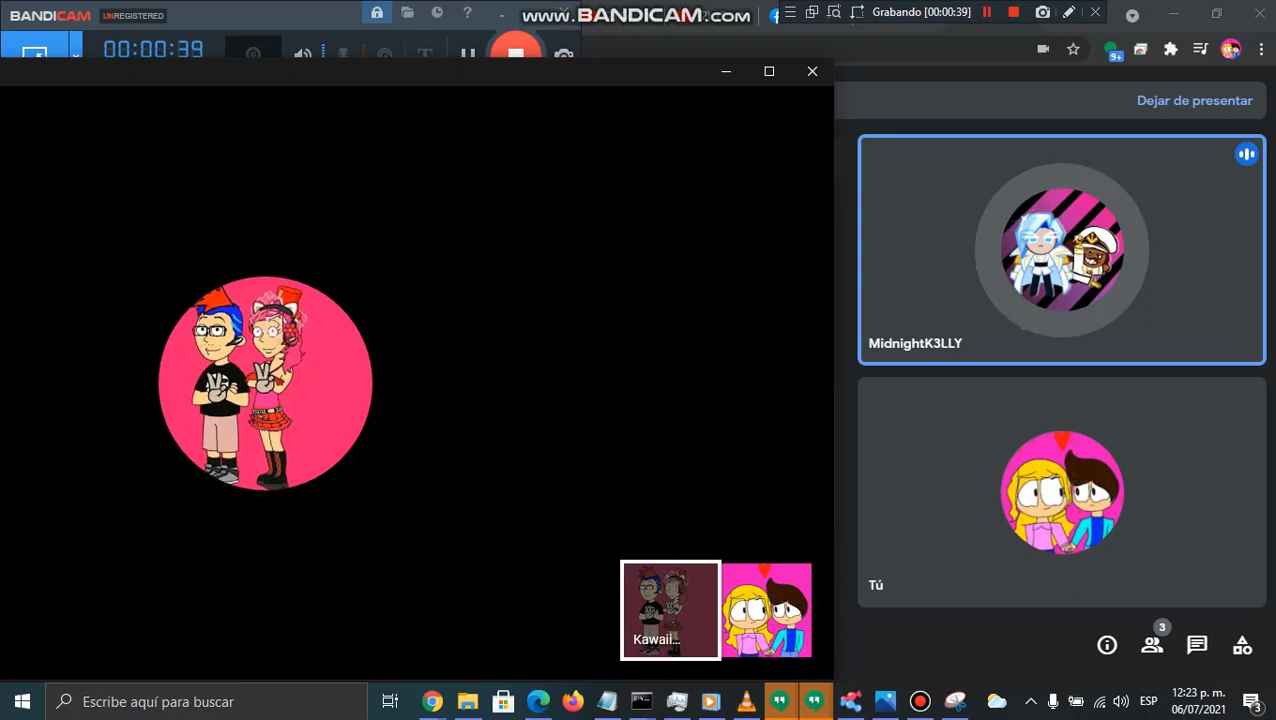 BANDICAM UNREGISTERED
www.BANDICAM.com
Grabando [00:00:39]
00:00:39
9+
Dejar de presentar
MidnightK3LLY
Tú
Kawaii...
3
Escribe aquí para buscar
ESP
12:23 p. m.
06/07/2021
3